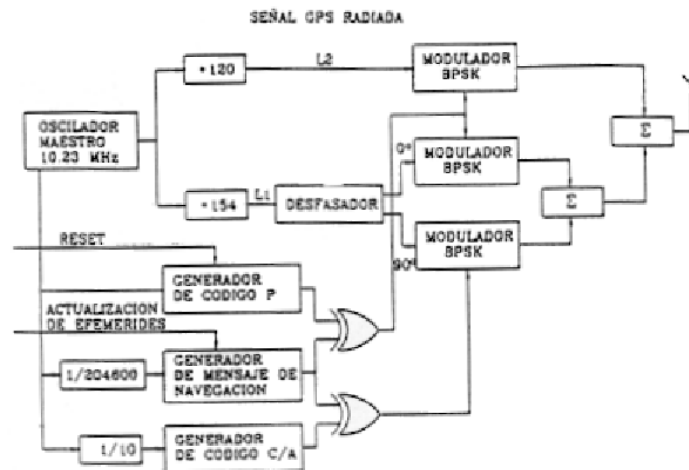 SEÑAL GPS RADIADA
*120
L2
MODULADOR
BPSK
OSCILADOR
MAESTRO
10.23 MHz
Σ
0°
MODULADOR
BPSK
*154
L1
DESFASADOR
Σ
MODULADOR
BPSK
90°
RESET
GENERADOR
DE CODIGO P
ACTUALIZACION
DE EFEMERIDES
1/204600
GENERADOR
DE MENSAJE DE
NAVEGACION
1/10
GENERADOR
DE CODIGO C/A